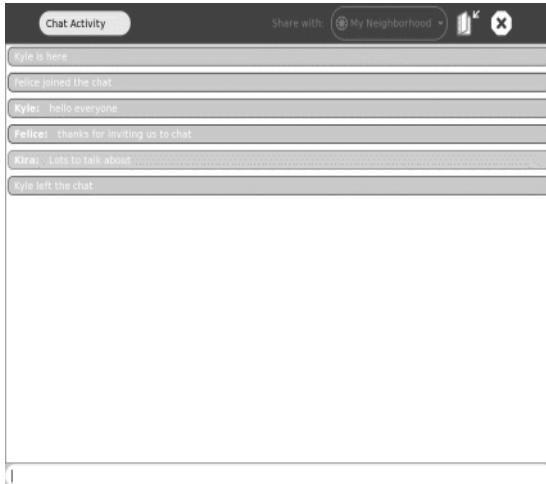 Chat Activity
Share with: My Neighborhood
Kyle is here
Felice joined the chat
Kyle: hello everyone
Felice: thanks for inviting us to chat
Kira: Lots to talk about
Kyle left the chat